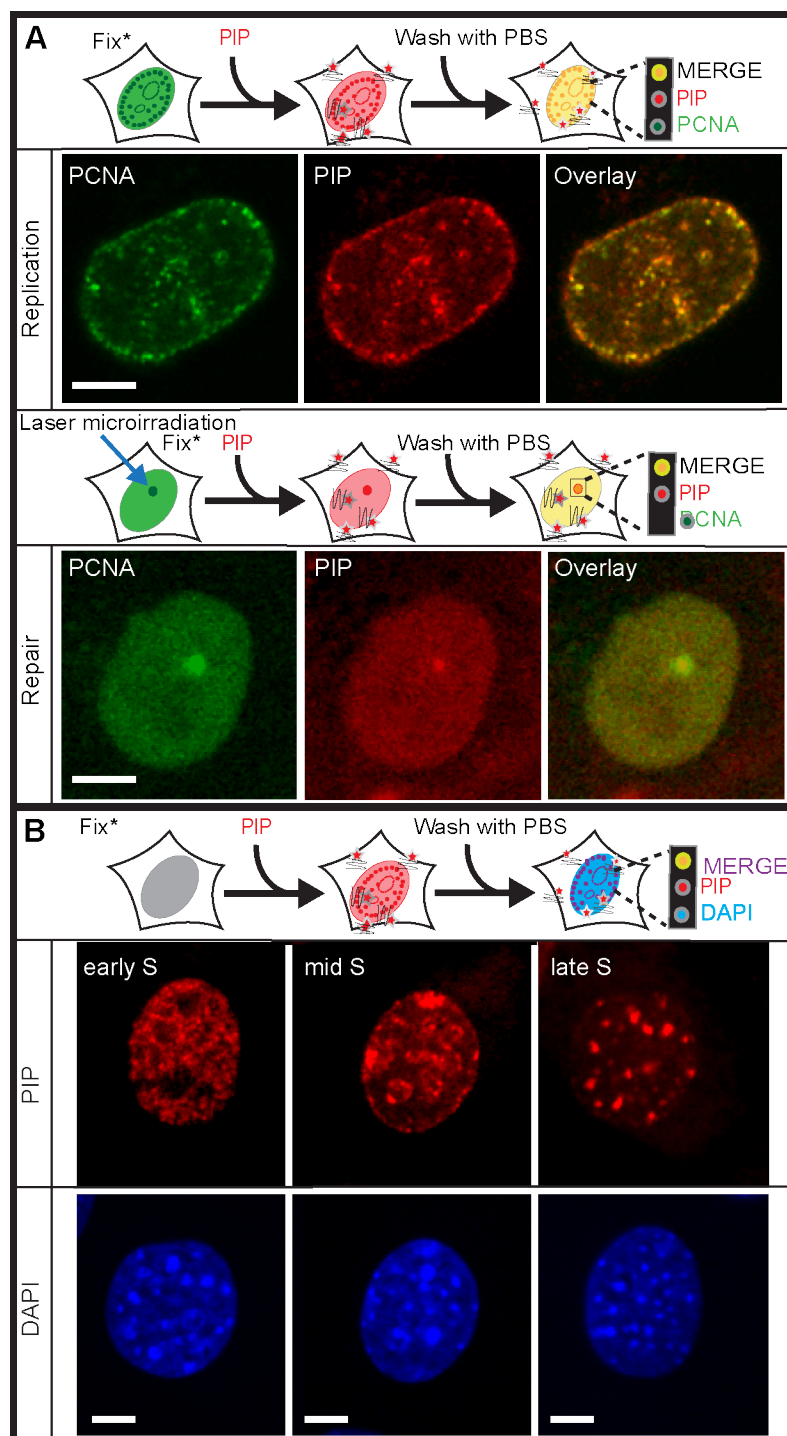 A
Fix*
PIP
Wash with PBS
MERGE
PIP
PCNA
Replication
PCNA
PIP
Overlay
Laser microirradiation
Fix*
PIP
Wash with PBS
MERGE
PIP
PCNA
Repair
PCNA
PIP
Overlay
B
Fix*
PIP
Wash with PBS
MERGE
PIP
DAPI
PIP
early S
mid S
late S
DAPI